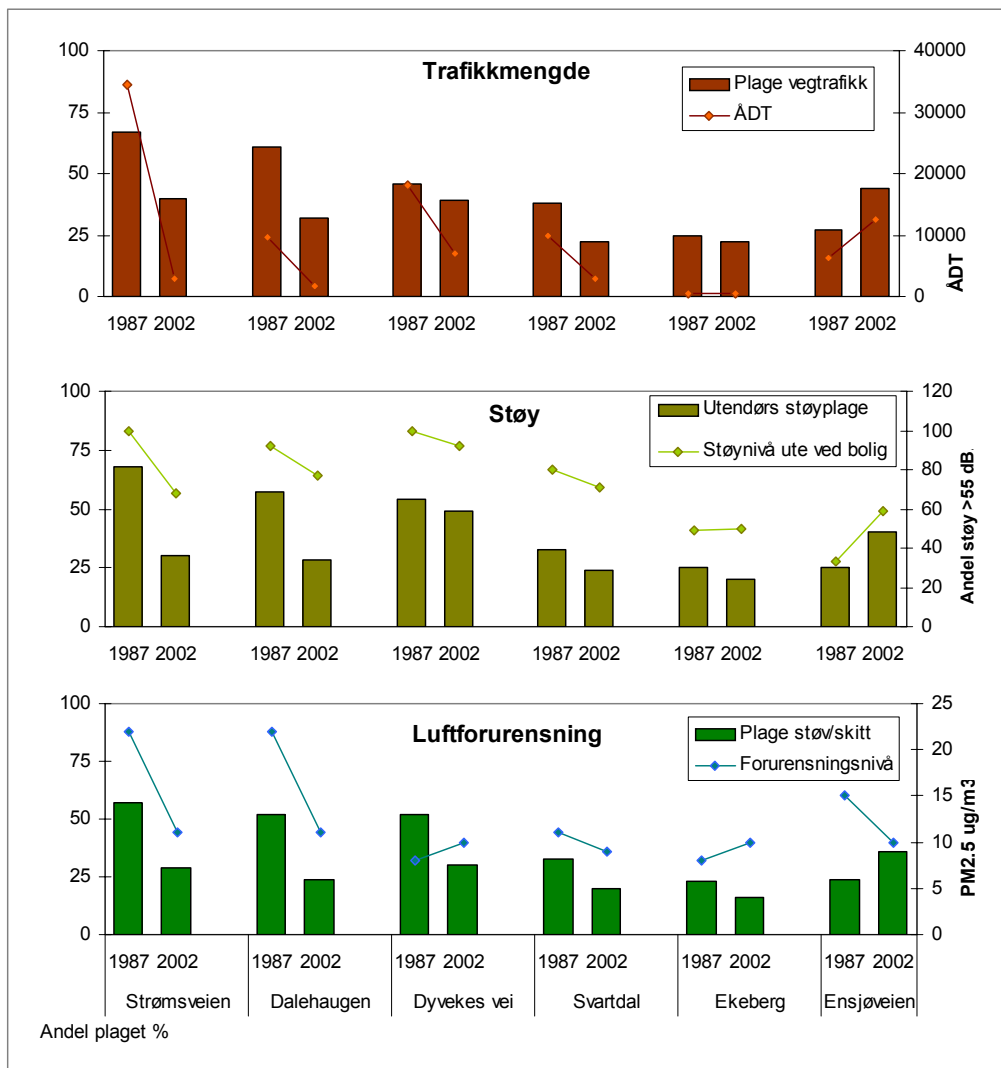 Trafikkmengde
Plage vegtrafikk
ÅDT
100
75
50
25
0
40000
30000
20000
10000
0
ÅDT
1987 2002 1987 2002 1987 2002 1987 2002 1987 2002 1987 2002
Støy
Utendørs støyplage
Støynivå ute ved bolig
100
75
50
25
0
120
100
80
60
40
20
0
Andel støy >55 dB
1987 2002 1987 2002 1987 2002 1987 2002 1987 2002 1987 2002
Luftforurensning
Plage støv/skitt
Forurensningsnivå
100
75
50
25
0
25
20
15
10
5
0
PM2.5 ug/m3
1987 2002 1987 2002 1987 2002 1987 2002 1987 2002 1987 2002
Strømsveien Dalehaugen Dyvekes vei Svartdal Ekeberg Ensjøveien
Andel plaget %